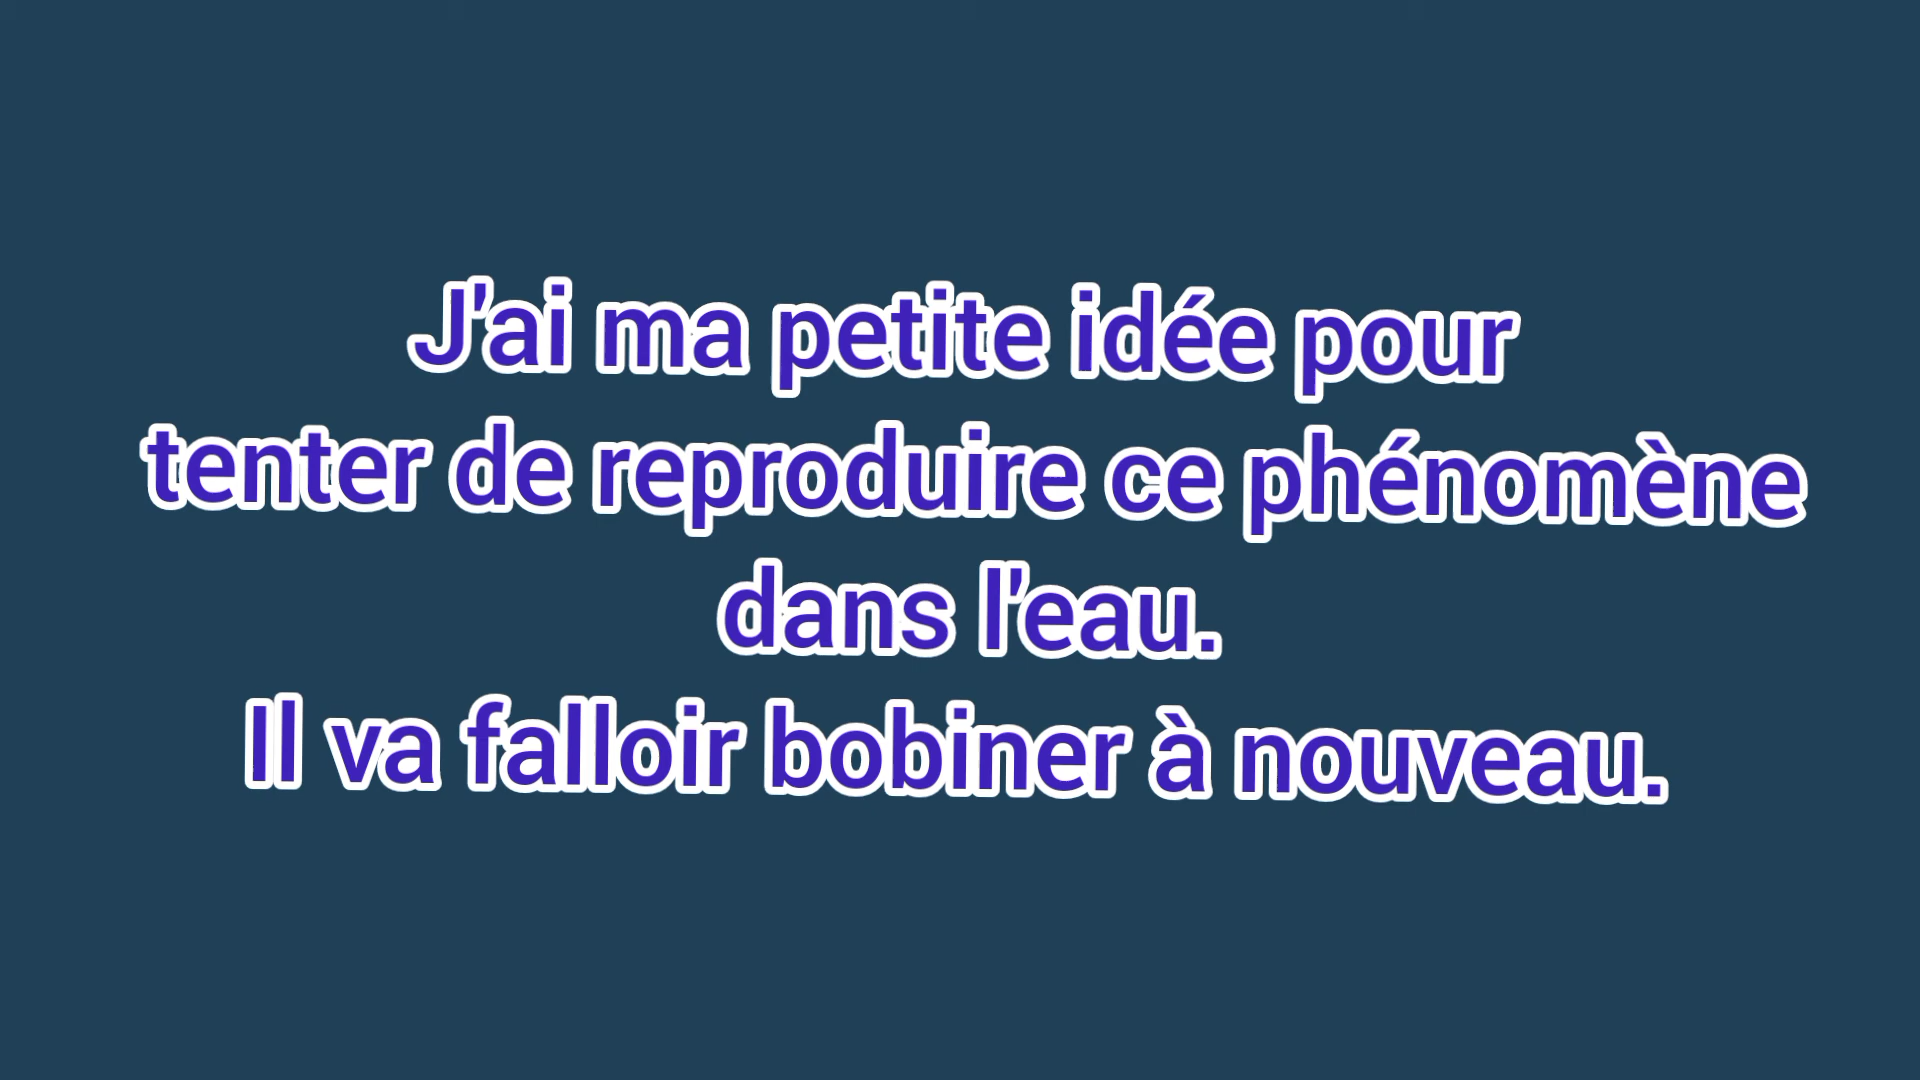 J'ai ma petite idée pour
tenter de reproduire ce phénomène
dans l'eau.
Il va falloir bobiner à nouveau.